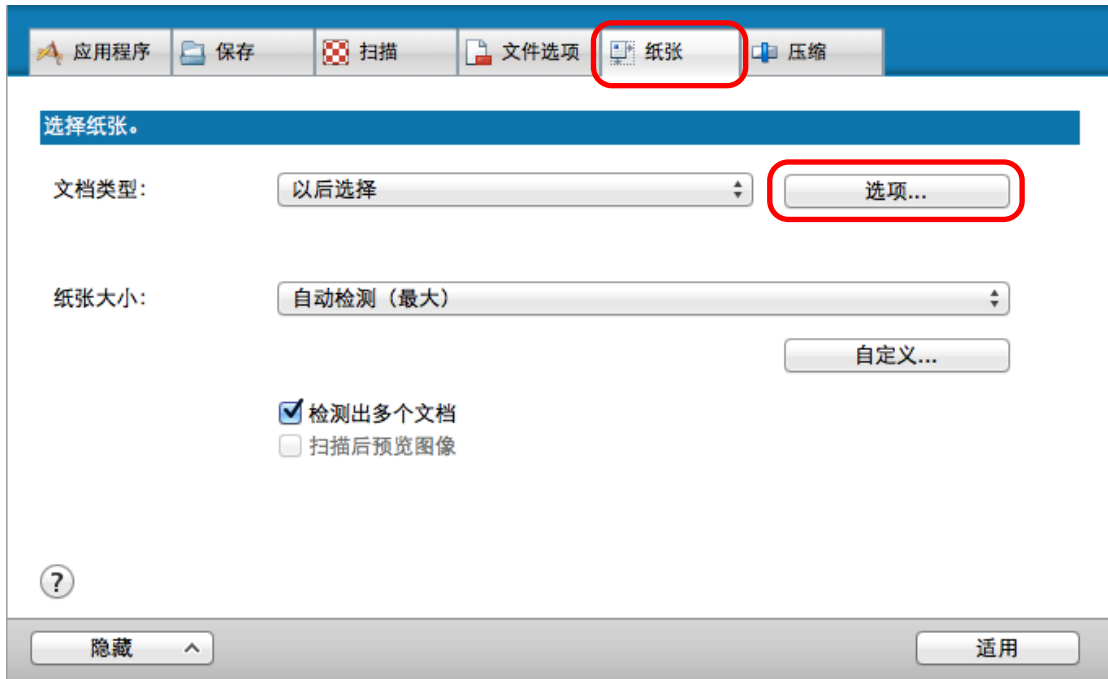 应用程序 保存 扫描 文件选项 纸张 压缩
选择纸张。
文档类型: 以后选择 选项...
纸张大小: 自动检测（最大）
自定义...
检测出多个文档
扫描后预览图像
?
隐藏 适用